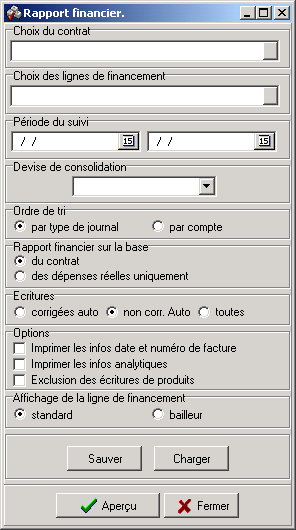 Rapport financier.
Choix du contrat
Choix des lignes de financement
Période du suivi
/ / 15 / / 15
Devise de consolidation
Ordre de tri
par type de journal par compte
Rapport financier sur la base
du contrat
des dépenses réelles uniquement
Ecritures
corrigées auto non corr. Auto toutes
Options
Imprimer les infos date et numéro de facture
Imprimer les infos analytiques
Exclusion des écritures de produits
Affichage de la ligne de financement
standard bailleur
Sauver Charger
Aperçu Fermer